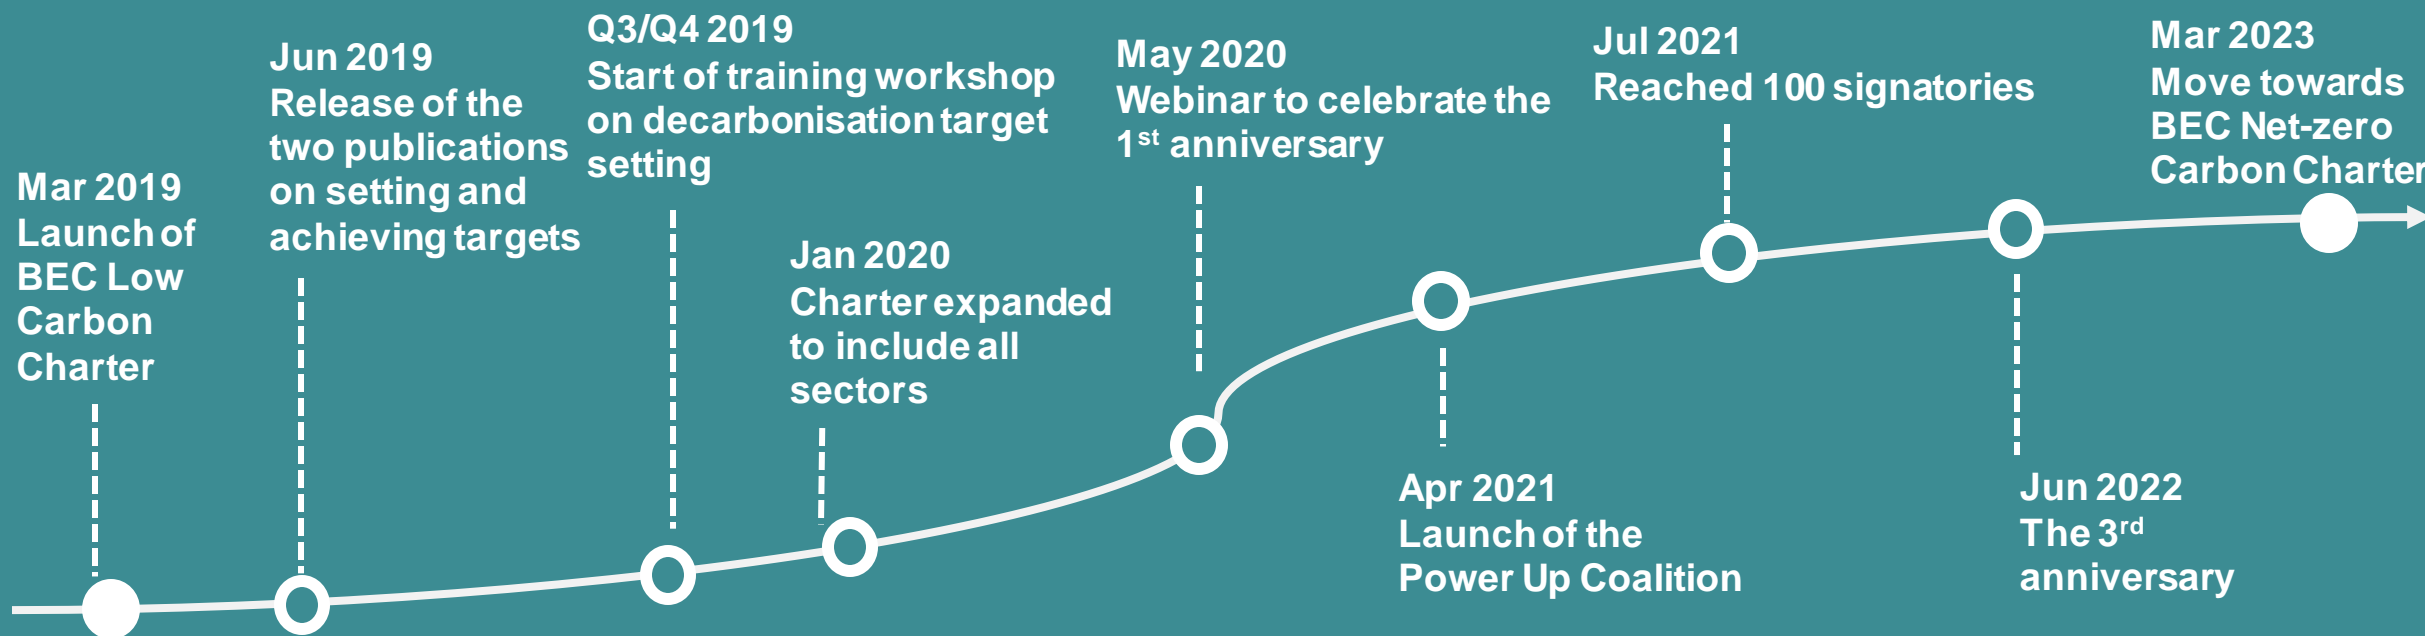 Mar 2019
Launch of
BEC Low
Carbon
Charter
Jun 2019
Release of the
two publications
on setting and
achieving targets
Q3/Q4 2019
Start of training workshop
on decarbonisation target
setting
Jan 2020
Charter expanded
to include all
sectors
May 2020
Webinar to celebrate the
1st anniversary
Apr 2021
Launch of the
Power Up Coalition
Jul 2021
Reached 100 signatories
Jun 2022
The 3rd
anniversary
Mar 2023
Move towards
BEC Net-zero
Carbon Charter